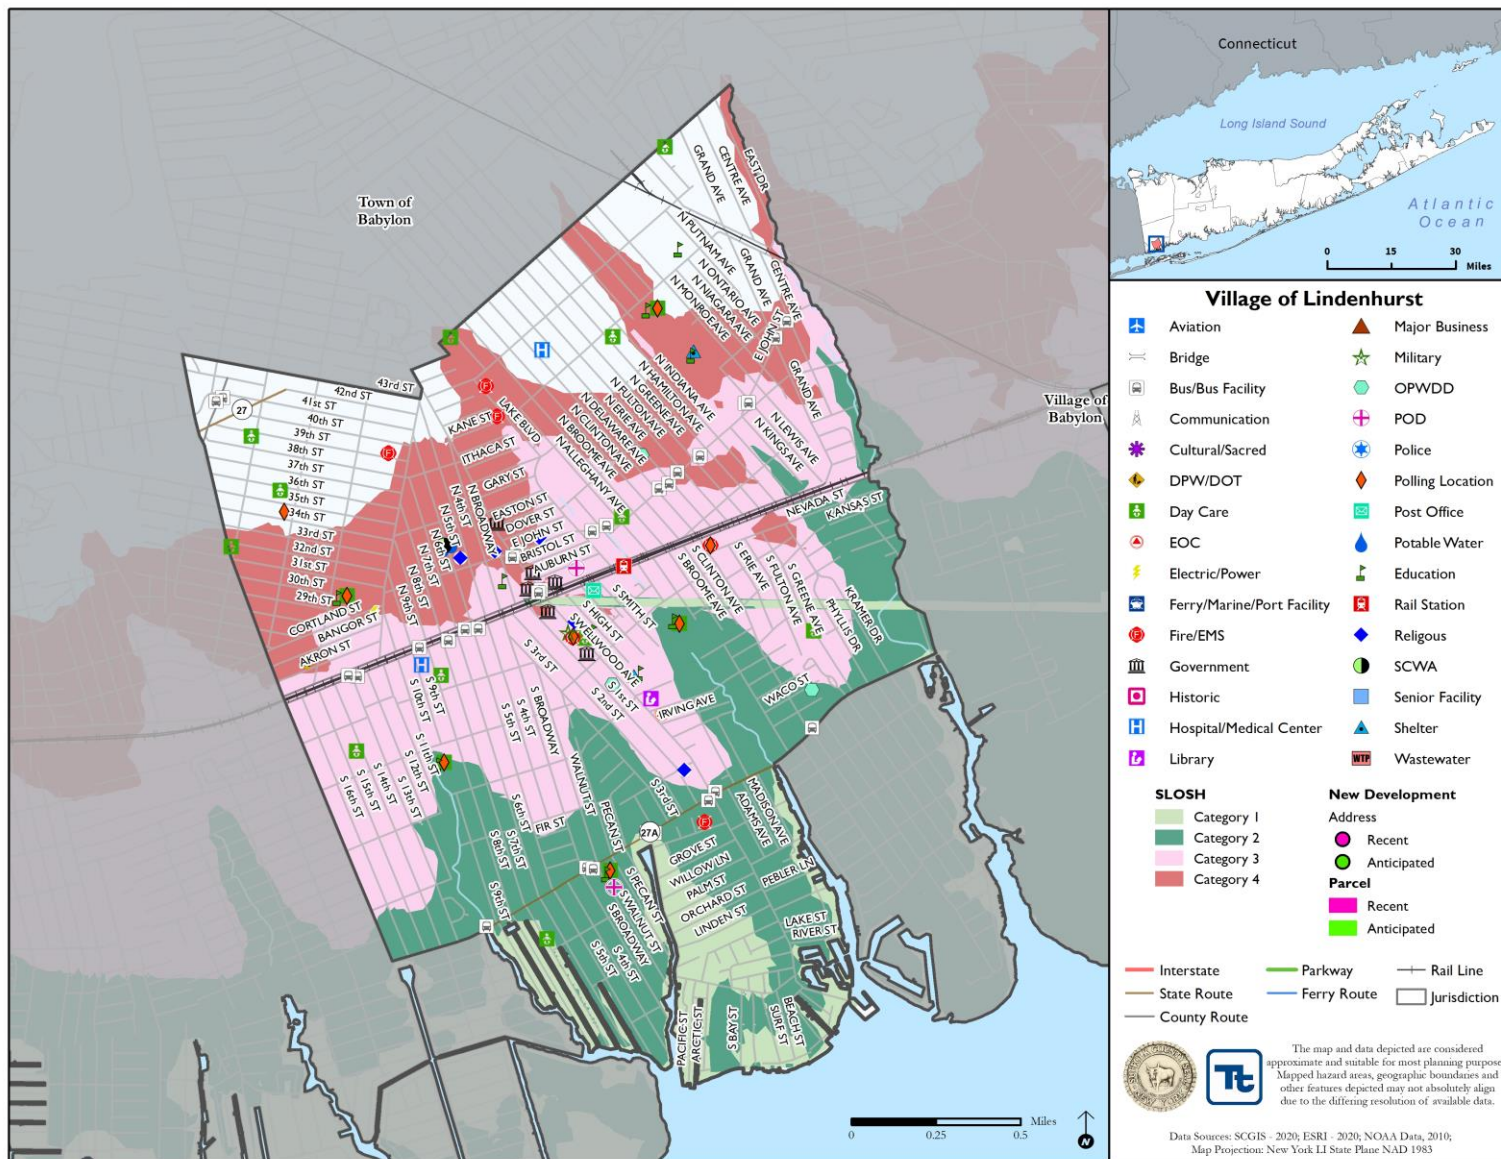 Town of
Babylon
Village of
Babylon
EAST DR
CENTRE AVE
GRAND AVE
N PUTNAM AVE
GRAND AVE
CENTRE AVE
N ONTARIO AVE
N NIAGARA AVE
N MONROE AVE
E JOHN ST
GRAND AVE
N INDIANA AVE
N HAMILTON AVE
N GREENE AVE
N FULTON AVE
N ERIE AVE
N DELAWARE AVE
N CLINTON AVE
N BROOME AVE
N ALLEGHANY AVE
N LEWIS AVE
N KINGS AVE
43rd ST
42nd ST
41st ST
27
40th ST
39th ST
38th ST
37th ST
36th ST
35th ST
34th ST
33rd ST
32nd ST
31st ST
30th ST
29th ST
CORTLAND ST
BANGOR ST
AKRON ST
KANE ST
LAKE BLVD
ITHACA ST
GARY ST
EASTON ST
DOVER ST
E JOHN ST
BRISTOL ST
AUBURN ST
N BROADWAY
N 4th ST
N 5th ST
N 6th ST
N 7th ST
N 8th ST
N 9th ST
NEVADA ST
KANSAS ST
S CLINTON AVE
S BROOME AVE
S ERIE AVE
S FULTON AVE
S GREENE AVE
PHYLLIS DR
KRAMER DR
S SMITH ST
S HIGH ST
S WELLWOOD AVE
S 1st ST
S 2nd ST
S 3rd ST
IRVING AVE
WACO ST
S BROADWAY
S 4th ST
S 5th ST
S 9th ST
S 10th ST
S 11th ST
S 12th ST
S 13th ST
S 14th ST
S 15th ST
S 16th ST
WALNUT ST
PECAN ST
S 3rd ST
FIR ST
S 6th ST
S 7th ST
S 8th ST
S 9th ST
27A
MADISON AVE
ADAMS AVE
GROVE ST
WILLOW LN
PALM ST
PEBLER LN
ORCHARD ST
LINDEN ST
LAKE ST
RIVER ST
S PECAN ST
S WALNUT ST
S BROADWAY
S 4th ST
S 5th ST
PACIFIC ST
ARCTIC ST
S BAY ST
SURF ST
BEACH ST
0 0.25 0.5 Miles
N
Connecticut
Long Island Sound
Atlantic
Ocean
0 15 30
Miles
Village of Lindenhurst
Aviation
Bridge
Bus/Bus Facility
Communication
Cultural/Sacred
DPW/DOT
Day Care
EOC
Electric/Power
Ferry/Marine/Port Facility
Fire/EMS
Government
Historic
Hospital/Medical Center
Library
Major Business
Military
OPWDD
POD
Police
Polling Location
Post Office
Potable Water
Education
Rail Station
Religous
SCWA
Senior Facility
Shelter
WTP Wastewater
SLOSH
Category 1
Category 2
Category 3
Category 4
New Development
Address
Recent
Anticipated
Parcel
Recent
Anticipated
Interstate
State Route
County Route
Parkway
Ferry Route
Rail Line
Jurisdiction
Tt
The map and data depicted are considered
approximate and suitable for most planning purpose
Mapped hazard areas, geographic boundaries and
other features depicted may not absolutely align
due to the differing resolution of available data.
Data Sources: SCGIS - 2020; ESRI - 2020; NOAA Data, 2010;
Map Projection: New York LI State Plane NAD 1983